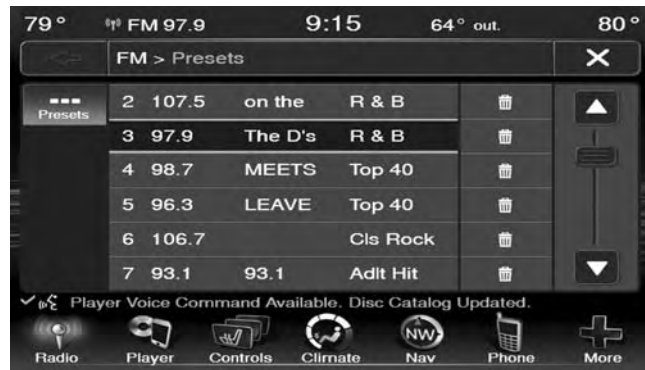 79° FM 97.9 9:15 64° out. 80°
FM > Presets
Presets
2 107.5 on the R & B
3 97.9 The D's R & B
4 98.7 MEETS Top 40
5 96.3 LEAVE Top 40
6 106.7 Cls Rock
7 93.1 93.1 Adlt Hit
Player Voice Command Available. Disc Catalog Updated.
NW
Radio Player Controls Climate Nav Phone More